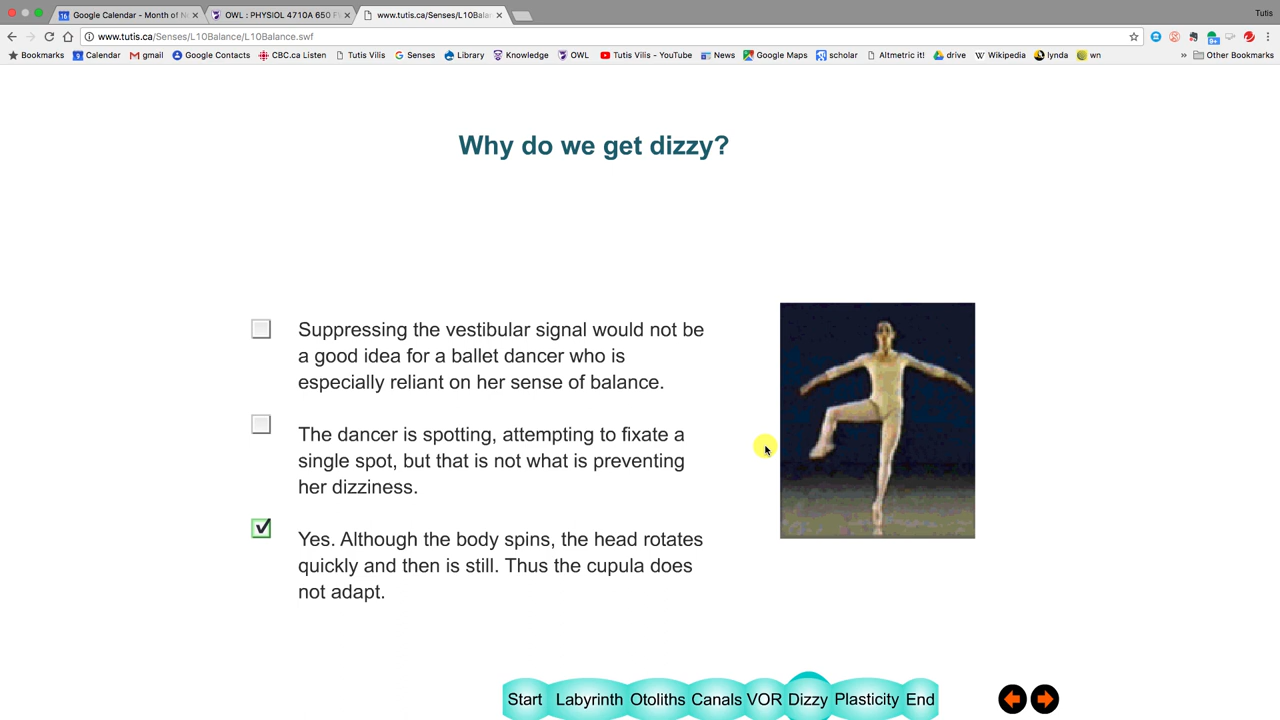 Google Calendar - Month of N
OWL : PHYSIOL 4710A 650 F
www.tutis.ca/Senses/L10Bala
Tutis
www.tutis.ca/Senses/L10Balance/L10Balance.swf
Bookmarks Calendar gmail Google Contacts CBC.ca Listen Tutis Vilis Senses Library Knowledge OWL Tutis Vilis - YouTube News Google Maps scholar Altmetric it! drive Wikipedia lynda wn » Other Bookmarks
Why do we get dizzy?
Suppressing the vestibular signal would not be
a good idea for a ballet dancer who is
especially reliant on her sense of balance.
The dancer is spotting, attempting to fixate a
single spot, but that is not what is preventing
her dizziness.
Yes. Although the body spins, the head rotates
quickly and then is still. Thus the cupula does
not adapt.
Start Labyrinth Otoliths Canals VOR Dizzy Plasticity End